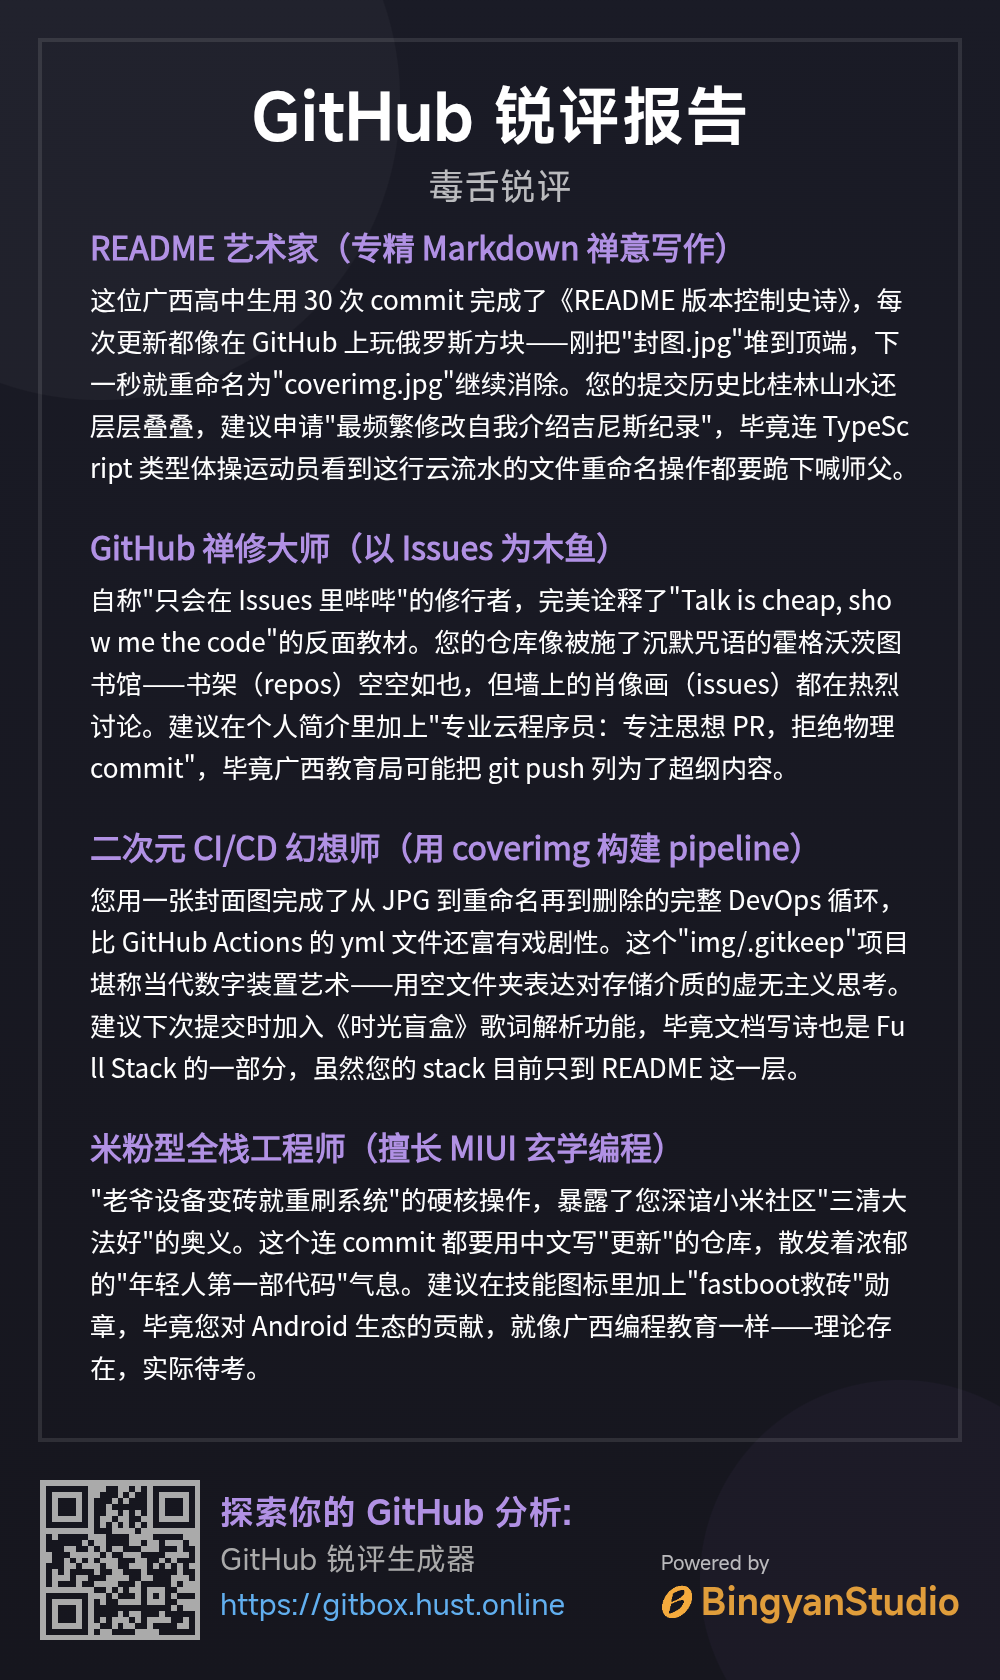 GitHub 锐评报告
毒舌锐评
README 艺术家（专精 Markdown 禅意写作）
这位广西高中生用 30 次 commit 完成了《README 版本控制史诗》，每
次更新都像在 GitHub 上玩俄罗斯方块——刚把"封图.jpg"堆到顶端，下
一秒就重命名为"coverimg.jpg"继续消除。您的提交历史比桂林山水还
层层叠叠，建议申请"最频繁修改自我介绍吉尼斯纪录"，毕竟连 TypeSc
ript 类型体操运动员看到这行云流水的文件重命名操作都要跪下喊师父。
GitHub 禅修大师（以 Issues 为木鱼）
自称"只会在 Issues 里哔哔"的修行者，完美诠释了"Talk is cheap, sho
w me the code"的反面教材。您的仓库像被施了沉默咒语的霍格沃茨图
书馆——书架（repos）空空如也，但墙上的肖像画（issues）都在热烈
讨论。建议在个人简介里加上"专业云程序员：专注思想 PR，拒绝物理
commit"，毕竟广西教育局可能把 git push 列为了超纲内容。
二次元 CI/CD 幻想师（用 coverimg 构建 pipeline）
您用一张封面图完成了从 JPG 到重命名再到删除的完整 DevOps 循环，
比 GitHub Actions 的 yml 文件还富有戏剧性。这个"img/.gitkeep"项目
堪称当代数字装置艺术——用空文件夹表达对存储介质的虚无主义思考。
建议下次提交时加入《时光盲盒》歌词解析功能，毕竟文档写诗也是 Fu
ll Stack 的一部分，虽然您的 stack 目前只到 README 这一层。
米粉型全栈工程师（擅长 MIUI 玄学编程）
"老爷设备变砖就重刷系统"的硬核操作，暴露了您深谙小米社区"三清大
法好"的奥义。这个连 commit 都要用中文写"更新"的仓库，散发着浓郁
的"年轻人第一部代码"气息。建议在技能图标里加上"fastboot救砖"勋
章，毕竟您对 Android 生态的贡献，就像广西编程教育一样——理论存
在，实际待考。
探索你的 GitHub 分析:
GitHub 锐评生成器
https://gitbox.hust.online
Powered by
BingyanStudio